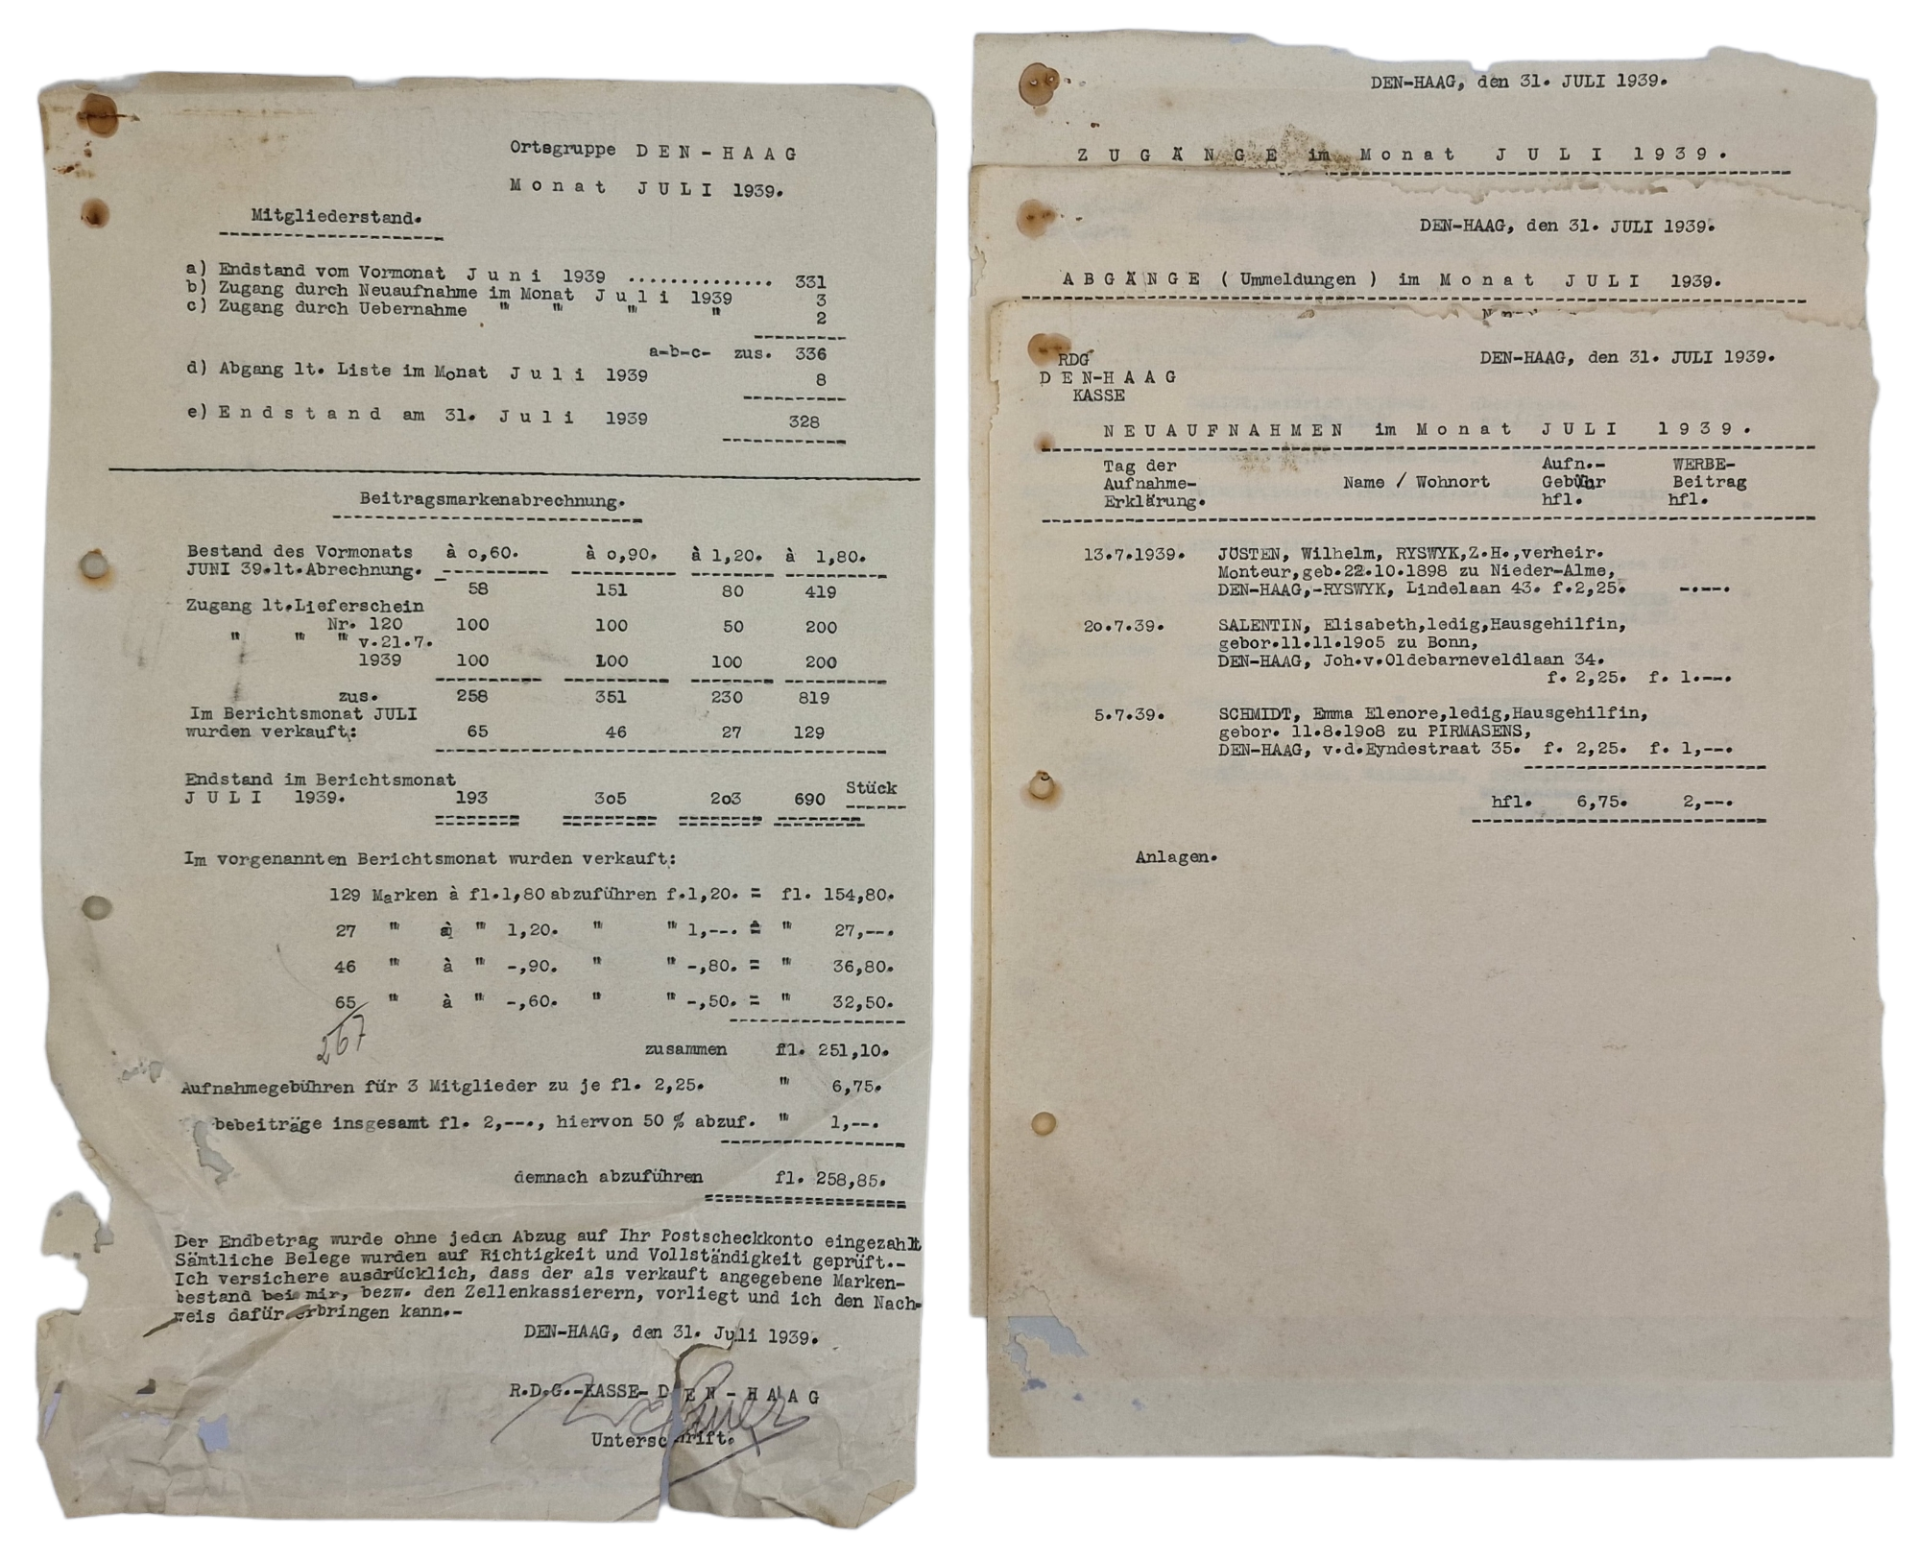 Ortsgruppe D E N - H A A G
M o n a t J U L I 1939.
Mitgliederstand.
a) Endstand vom Vormonat J u n i 1939 .............. 331
b) Zugang durch Neuaufnahme im Monat J u l i 1939 3
c) Zugang durch Uebernahme " " " " 2
a-b-c- zus. 336
d) Abgang lt. Liste im Monat J u l i 1939 8
e) E n d s t a n d am 31. J u l i 1939 328
Beitragsmarkenabrechnung.
Bestand des Vormonats à o,60. à o,90. à 1,20. à 1,80.
JUNI 39.lt.Abrechnung.
58 151 80 419
Zugang lt.Lieferschein
Nr. 120 100 100 50 200
" " " v.21.7.
1939 100 100 100 200
zus. 258 351 230 819
Im Berichtsmonat JULI
wurden verkauft: 65 46 27 129
Endstand im Berichtsmonat
J U L I 1939. 193 3o5 2o3 690 Stück
Im vorgenannten Berichtsmonat wurden verkauft:
129 Marken à fl.1,80 abzuführen f.1,20. = fl. 154,80.
27 " à " 1,20. " " 1,--. = " 27,--.
46 " à " -,90. " " -,80. = " 36,80.
65 " à " -,60. " " -,50. = " 32,50.
267
zusammen fl. 251,10.
Aufnahmegebühren für 3 Mitglieder zu je fl. 2,25. " 6,75.
bebeiträge insgesamt fl. 2,--., hiervon 50 % abzuf. " 1,--.
demnach abzuführen fl. 258,85.
Der Endbetrag wurde ohne jeden Abzug auf Ihr Postscheckkonto eingezahlt
Sämtliche Belege wurden auf Richtigkeit und Vollständigkeit geprüft.-
Ich versichere ausdrücklich, dass der als verkauft angegebene Marken-
bestand bei mir, bezw. den Zellenkassierern, vorliegt und ich den Nach-
weis dafür erbringen kann.-
DEN-HAAG, den 31. Juli 1939.
R.D.G.-KASSE- D E N - H A A G
Unterschrift.
DEN-HAAG, den 31. JULI 1939.
Z U G Ä N G E im M o n a t J U L I 1 9 3 9 .
DEN-HAAG, den 31. JULI 1939.
A B G Ä N G E ( Ummeldungen ) im M o n a t J U L I 1939.
RDG DEN-HAAG, den 31. JULI 1939.
D E N-H A A G
KASSE
N E U A U F N A H M E N im M o n a t J U L I 1 9 3 9 .
Tag der Aufn.- WERBE-
Aufnahme- Name / Wohnort Gebühr Beitrag
Erklärung. hfl. hfl.
13.7.1939. JÜSTEN, Wilhelm, RYSWYK,Z.H.,verheir.
Monteur,geb.22.10.1898 zu Nieder-Alme,
DEN-HAAG,-RYSWYK, Lindelaan 43. f.2,25. -.--.
20.7.39. SALENTIN, Elisabeth,ledig,Hausgehilfin,
gebor.11.11.19o5 zu Bonn,
DEN-HAAG, Joh.v.Oldebarneveldlaan 34.
f. 2,25. f. 1.--.
5.7.39. SCHMIDT, Emma Elenore,ledig,Hausgehilfin,
gebor. 11.8.19o8 zu PIRMASENS,
DEN-HAAG, v.d.Eyndestraat 35. f. 2,25. f. 1,--.
hfl. 6,75. 2,--.
Anlagen.